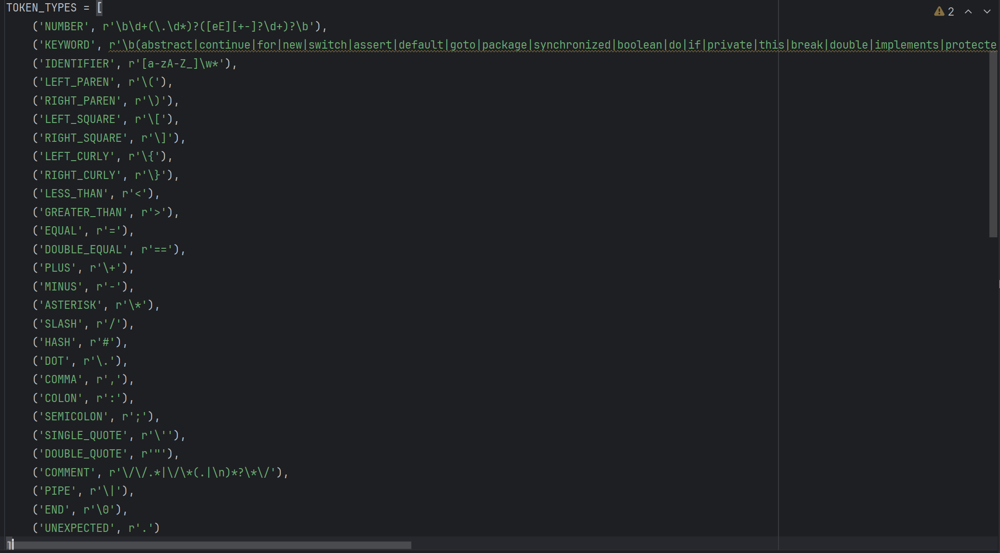 TOKEN_TYPES = [
    ('NUMBER', r'\b\d+(\.\d*)?([eE][+-]?\d+)?\b'),
    ('KEYWORD', r'\b(abstract|continue|for|new|switch|assert|default|goto|package|synchronized|boolean|do|if|private|this|break|double|implements|protecte
    ('IDENTIFIER', r'[a-zA-Z_]\w*'),
    ('LEFT_PAREN', r'\('),
    ('RIGHT_PAREN', r'\)'),
    ('LEFT_SQUARE', r'\['),
    ('RIGHT_SQUARE', r'\]'),
    ('LEFT_CURLY', r'\{'),
    ('RIGHT_CURLY', r'\}'),
    ('LESS_THAN', r'<'),
    ('GREATER_THAN', r'>'),
    ('EQUAL', r'='),
    ('DOUBLE_EQUAL', r'=='),
    ('PLUS', r'\+'),
    ('MINUS', r'-'),
    ('ASTERISK', r'\*'),
    ('SLASH', r'/'),
    ('HASH', r'#'),
    ('DOT', r'\.'),
    ('COMMA', r','),
    ('COLON', r':'),
    ('SEMICOLON', r';'),
    ('SINGLE_QUOTE', r'\''),
    ('DOUBLE_QUOTE', r'"'),
    ('COMMENT', r'\/\/.*|\/\*(.|\n)*?\*\/'),
    ('PIPE', r'\|'),
    ('END', r'\0'),
    ('UNEXPECTED', r'.')
]
2